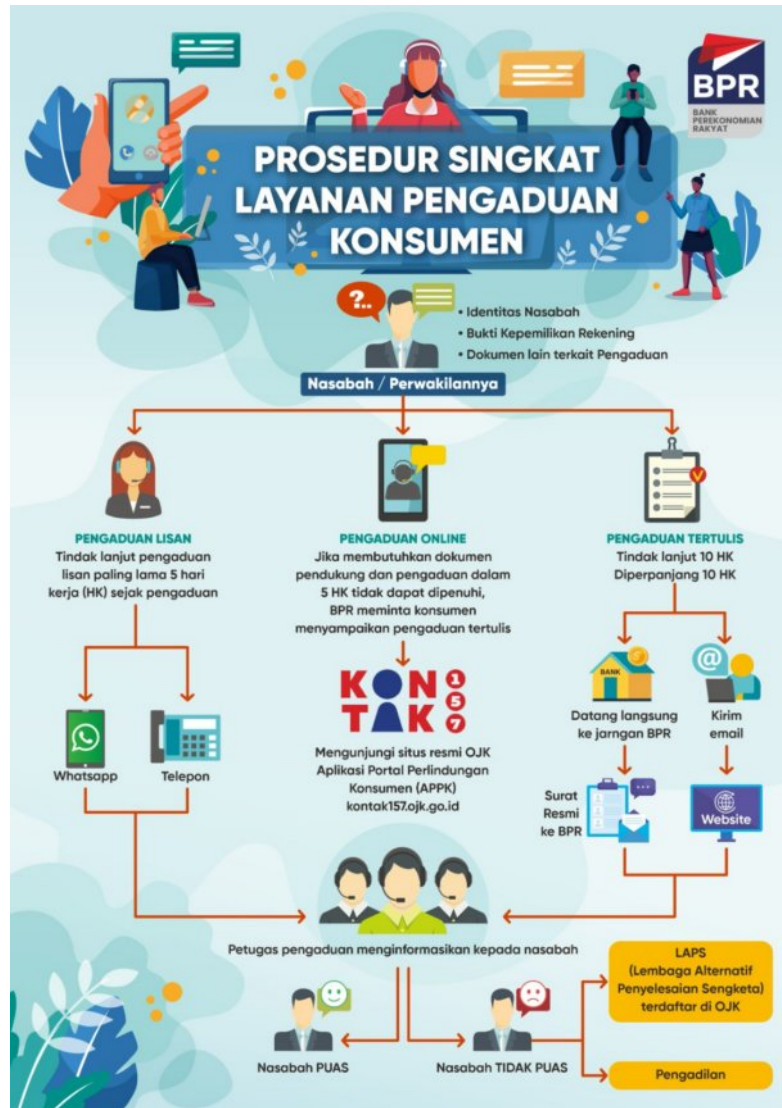 BPR
BANK
PEREKONOMIAN
RAKYAT
PROSEDUR SINGKAT
LAYANAN PENGADUAN
KONSUMEN
?..
• Identitas Nasabah
• Bukti Kepemilikan Rekening
• Dokumen lain terkait Pengaduan
Nasabah / Perwakilannya
PENGADUAN LISAN
Tindak lanjut pengaduan
lisan paling lama 5 hari
kerja (HK) sejak pengaduan
Whatsapp
Telepon
PENGADUAN ONLINE
Jika membutuhkan dokumen
pendukung dan pengaduan dalam
5 HK tidak dapat dipenuhi,
BPR meminta konsumen
menyampaikan pengaduan tertulis
KONTAK 157
Mengunjungi situs resmi OJK
Aplikasi Portal Perlindungan
Konsumen (APPK)
kontak157.ojk.go.id
V
PENGADUAN TERTULIS
Tindak lanjut 10 HK
Diperpanjang 10 HK
BANK
Datang langsung
ke jarngan BPR
@
Kirim
email
Surat
Resmi
ke BPR
Website
Petugas pengaduan menginformasikan kepada nasabah
Nasabah PUAS
Nasabah TIDAK PUAS
LAPS
(Lembaga Alternatif
Penyelesaian Sengketa)
terdaftar di OJK
Pengadilan